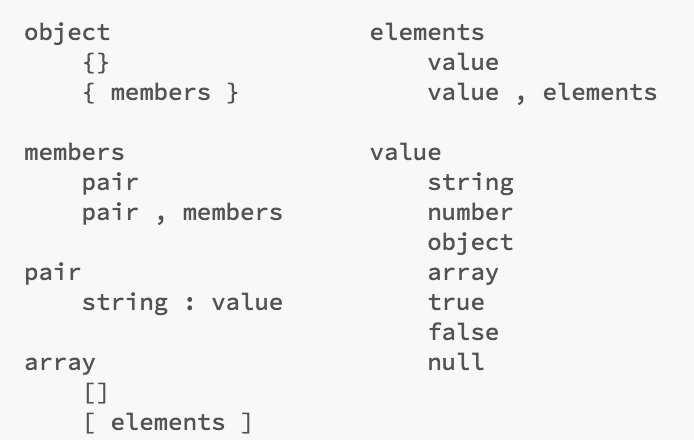 object
{}
{ members }
members
pair
pair , members
pair
string : value
array
[]
[ elements ]
elements
value
value , elements
value
string
number
object
array
true
false
null